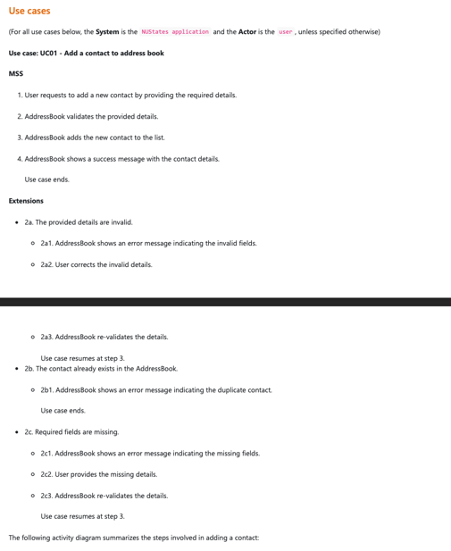 Use cases
(For all use cases below, the System is the NUStates application and the Actor is the user, unless specified otherwise)
Use case: UC01 - Add a contact to address book
MSS
1. User requests to add a new contact by providing the required details.
2. AddressBook validates the provided details.
3. AddressBook adds the new contact to the list.
4. AddressBook shows a success message with the contact details.
Use case ends.
Extensions
• 2a. The provided details are invalid.
○ 2a1. AddressBook shows an error message indicating the invalid fields.
○ 2a2. User corrects the invalid details.
○ 2a3. AddressBook re-validates the details.
Use case resumes at step 3.
• 2b. The contact already exists in the AddressBook.
○ 2b1. AddressBook shows an error message indicating the duplicate contact.
Use case ends.
• 2c. Required fields are missing.
○ 2c1. AddressBook shows an error message indicating the missing fields.
○ 2c2. User provides the missing details.
○ 2c3. AddressBook re-validates the details.
Use case resumes at step 3.
The following activity diagram summarizes the steps involved in adding a contact: